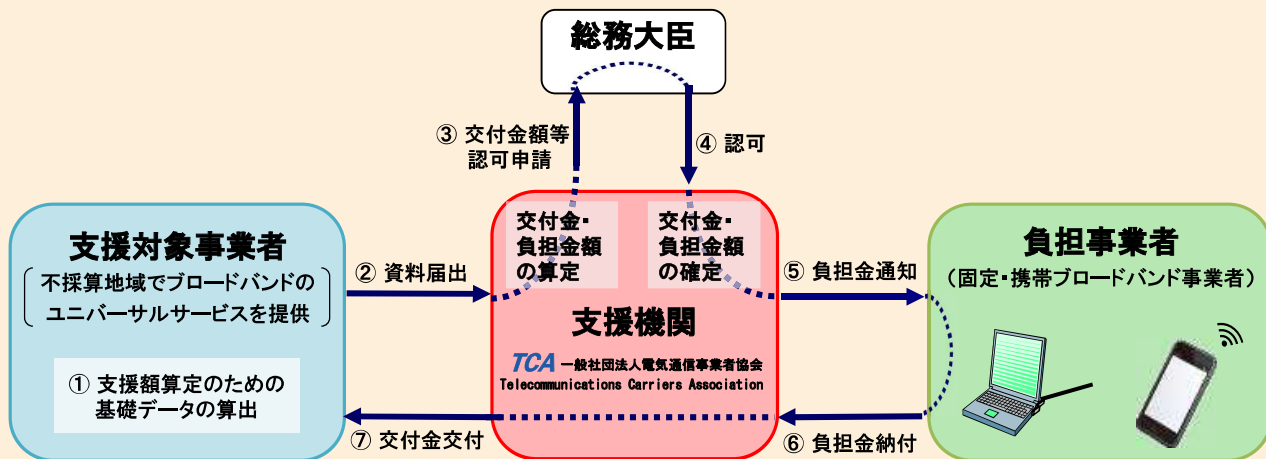 総務大臣
③ 交付金額等
認可申請
④ 認可
支援対象事業者
不採算地域でブロードバンドの
ユニバーサルサービスを提供
① 支援額算定のための
基礎データの算出
② 資料届出
交付金・
負担金額
の算定
交付金・
負担金額
の確定
支援機関
TCA 一般社団法人電気通信事業者協会
Telecommunications Carriers Association
⑤ 負担金通知
負担事業者
（固定・携帯ブロードバンド事業者）
⑥ 負担金納付
⑦ 交付金交付